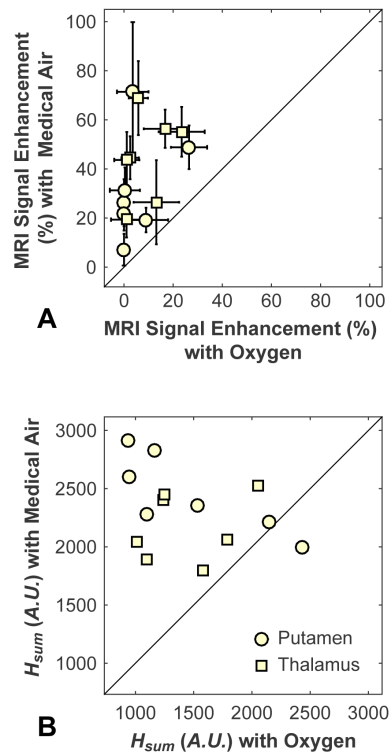 MRI Signal Enhancement
(%) with Medical Air
100
80
60
40
20
0
0 20 40 60 80 100
A
MRI Signal Enhancement (%)
with Oxygen
H_sum (A.U.) with Medical Air
3000
2500
2000
1500
1000
Putamen
Thalamus
1000 1500 2000 2500 3000
B
H_sum (A.U.) with Oxygen